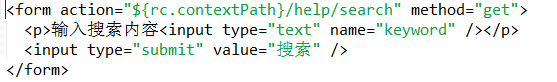 <form action="${rc.contextPath}/help/search" method="get">
<p>输入搜索内容<input type="text" name="keyword" /></p>
<input type="submit" value="搜索" />
</form>